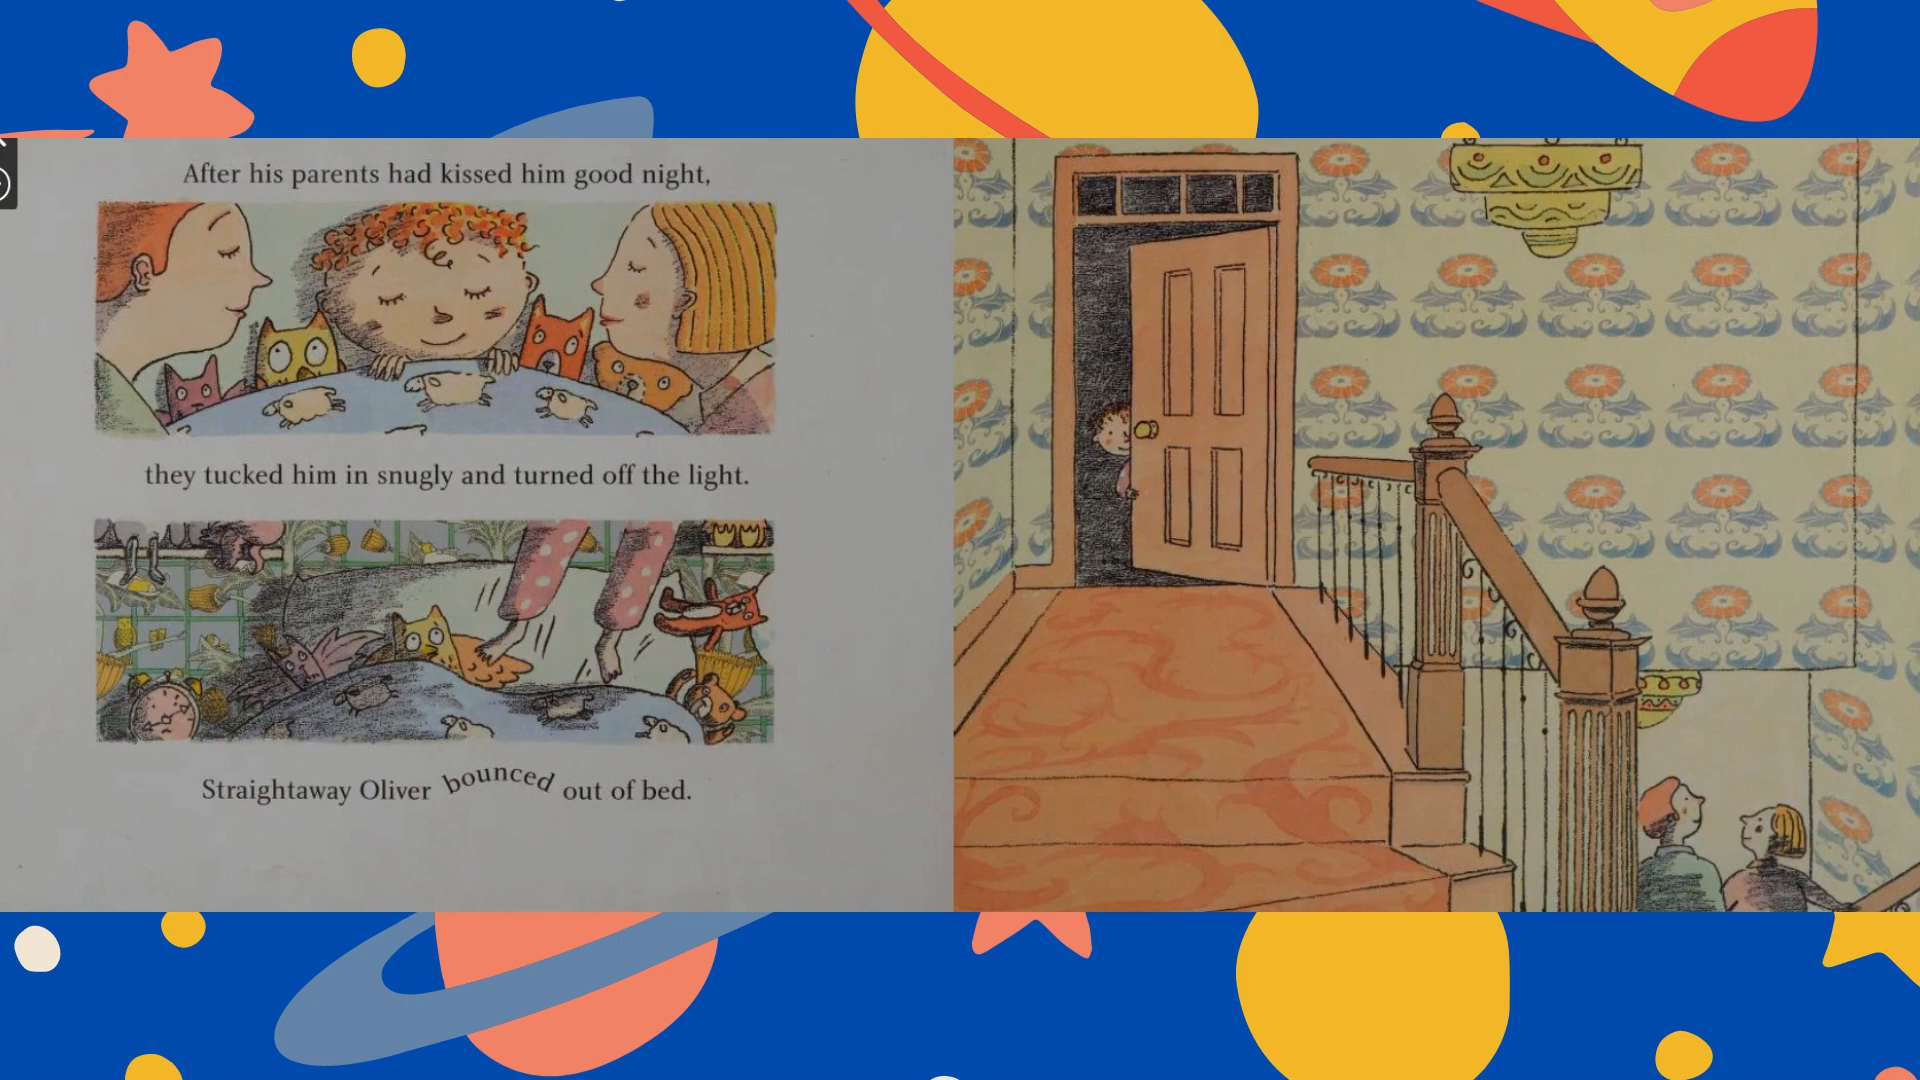 After his parents had kissed him good night,
they tucked him in snugly and turned off the light.
Straightaway Oliver bounced out of bed.